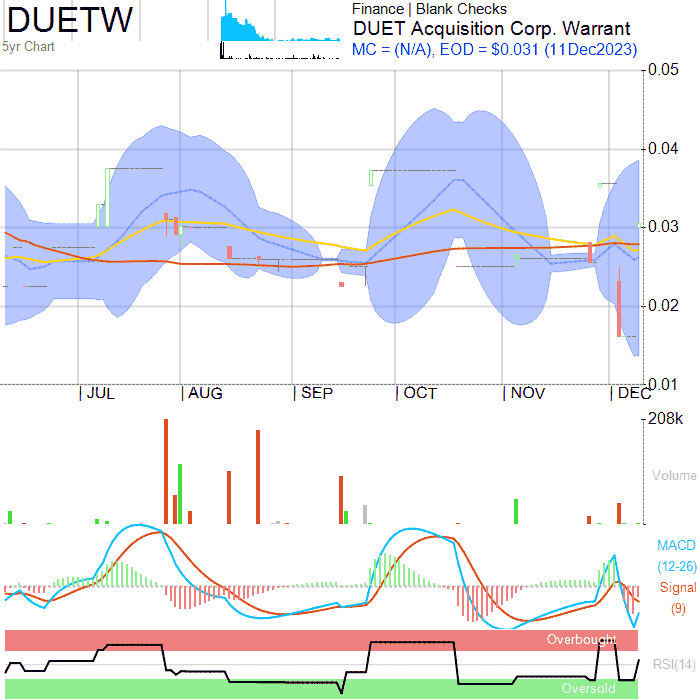 DUETW
5yr Chart
Finance | Blank Checks
DUET Acquisition Corp. Warrant
MC = (N/A), EOD = $0.031 (11Dec2023)
0.05
0.04
0.03
0.02
0.01
JUL AUG SEP OCT NOV DEC
208k
Volume
MACD
(12-26)
Signal
(9)
Overbought
RSI(14)
Oversold